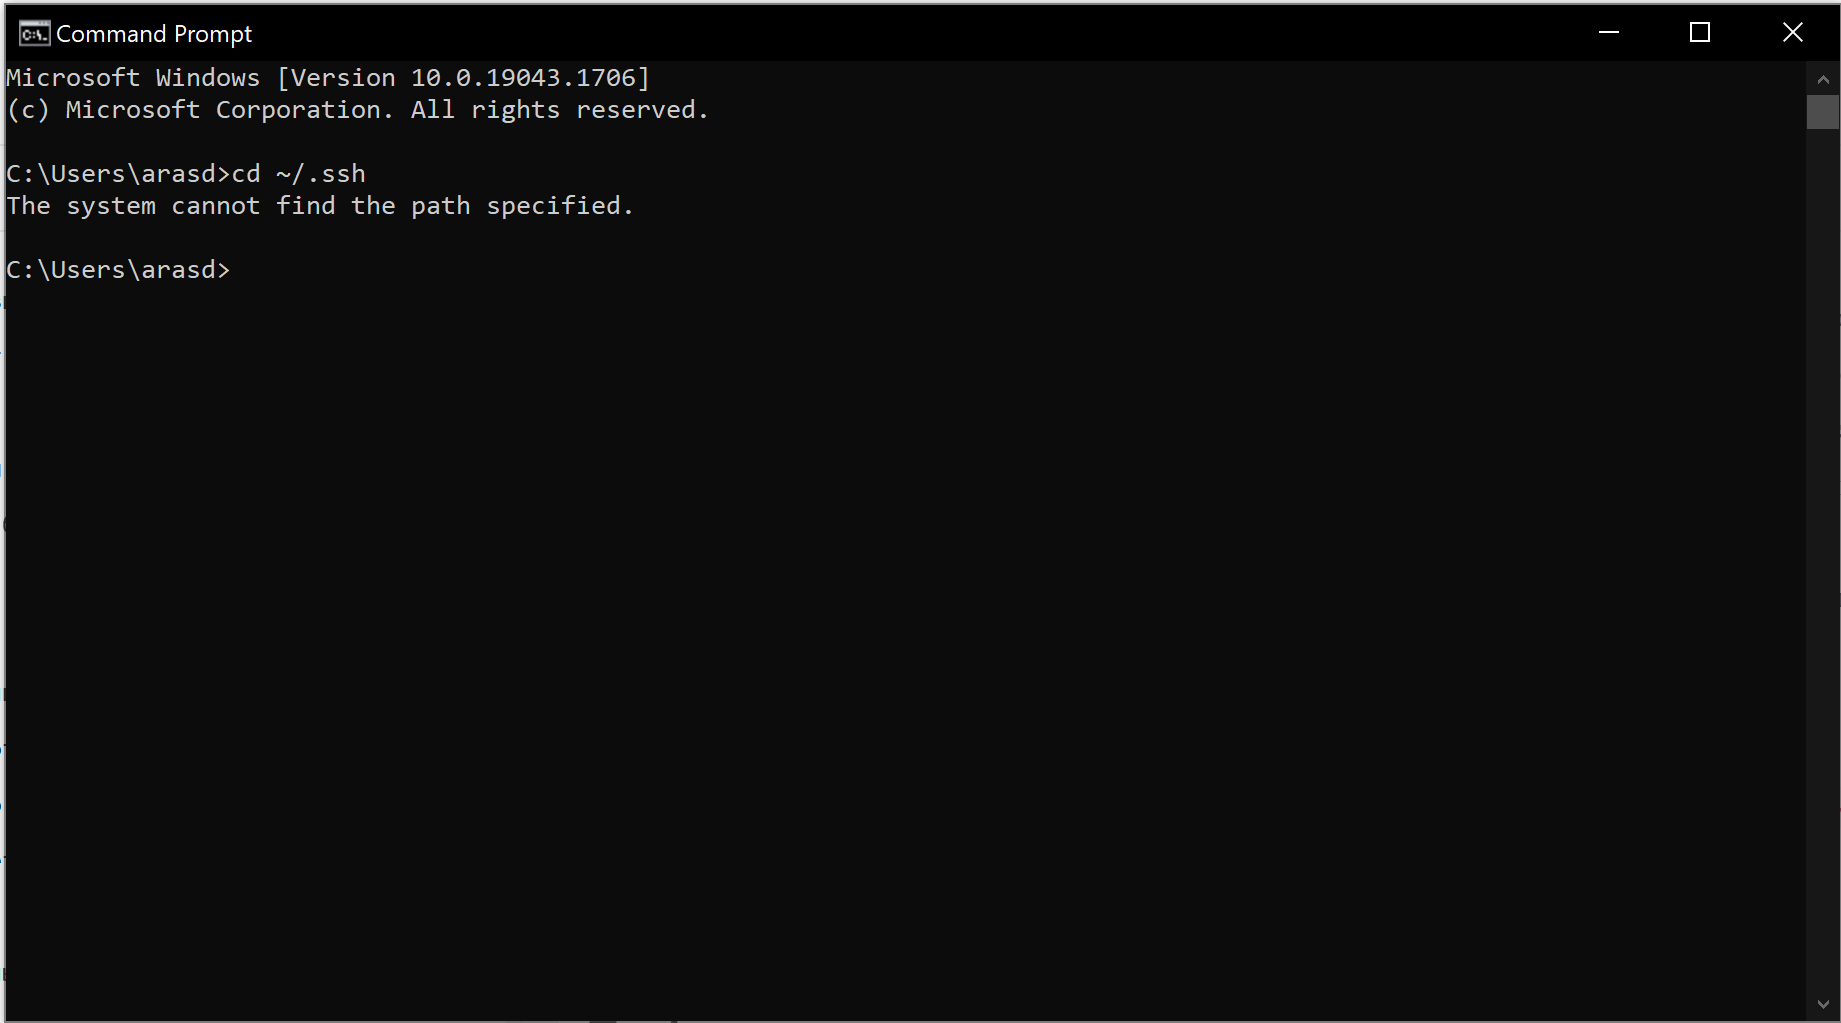 Command Prompt
Microsoft Windows [Version 10.0.19043.1706]
(c) Microsoft Corporation. All rights reserved.
C:\Users\arasd>cd ~/.ssh
The system cannot find the path specified.
C:\Users\arasd>